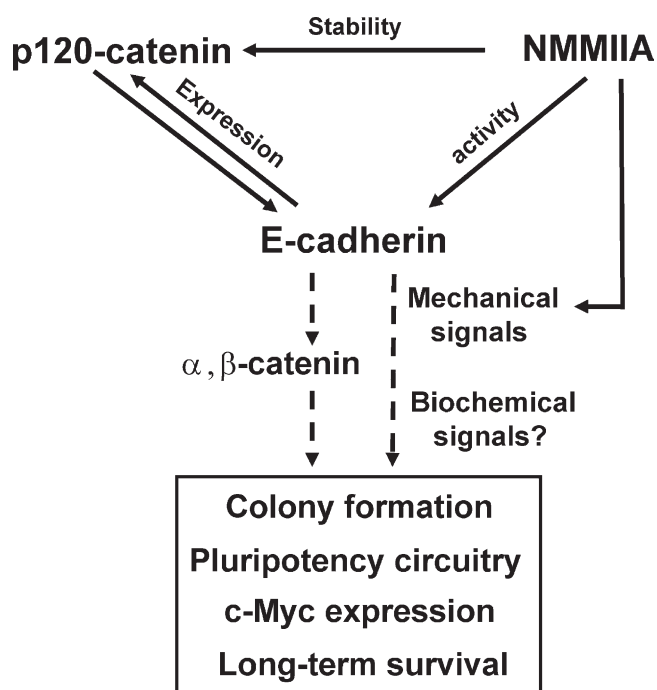 Stability
p120-catenin
NMMIIA
Expression
activity
E-cadherin
Mechanical
signals
α,β-catenin
Biochemical
signals?
Colony formation
Pluripotency circuitry
c-Myc expression
Long-term survival